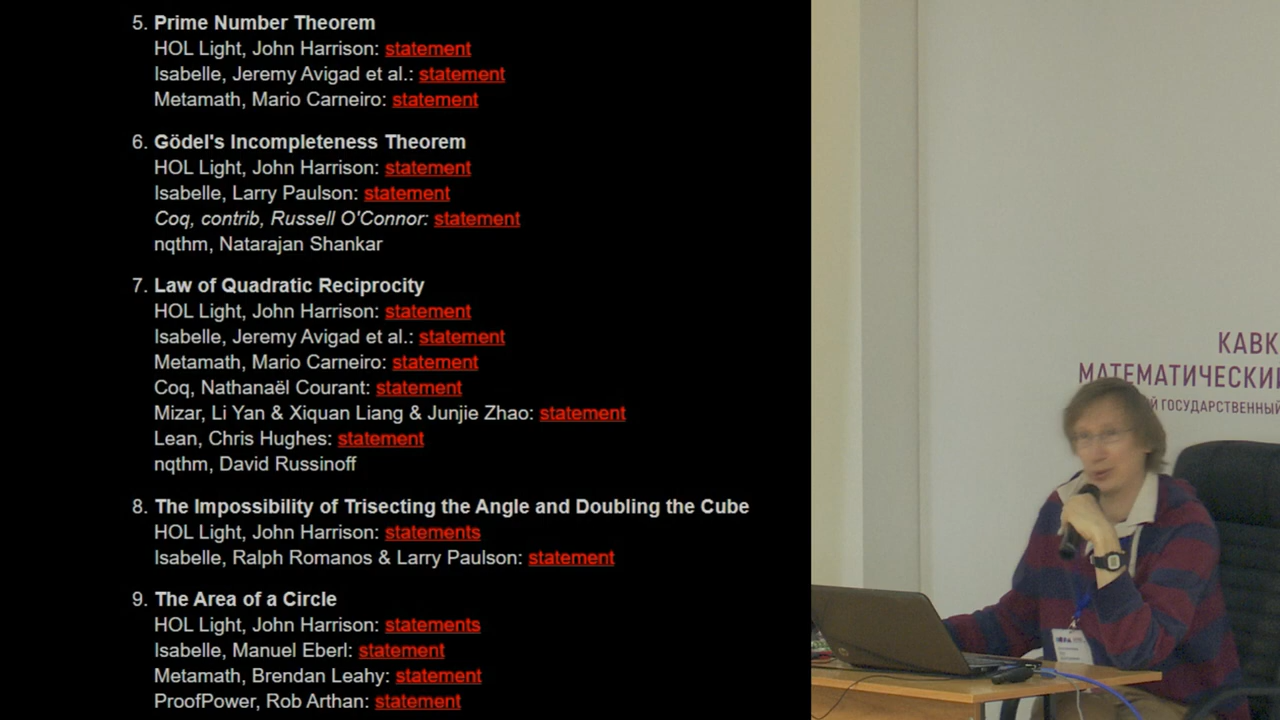 5. Prime Number Theorem
HOL Light, John Harrison: statement
Isabelle, Jeremy Avigad et al.: statement
Metamath, Mario Carneiro: statement
6. Gödel's Incompleteness Theorem
HOL Light, John Harrison: statement
Isabelle, Larry Paulson: statement
Coq, contrib, Russell O'Connor: statement
nqthm, Natarajan Shankar
7. Law of Quadratic Reciprocity
HOL Light, John Harrison: statement
Isabelle, Jeremy Avigad et al.: statement
Metamath, Mario Carneiro: statement
Coq, Nathanaël Courant: statement
Mizar, Li Yan & Xiquan Liang & Junjie Zhao: statement
Lean, Chris Hughes: statement
nqthm, David Russinoff
8. The Impossibility of Trisecting the Angle and Doubling the Cube
HOL Light, John Harrison: statements
Isabelle, Ralph Romanos & Larry Paulson: statement
9. The Area of a Circle
HOL Light, John Harrison: statements
Isabelle, Manuel Eberl: statement
Metamath, Brendan Leahy: statement
ProofPower, Rob Arthan: statement
КАВК
МАТЕМАТИЧЕСКИ
Й ГОСУДАРСТВЕННЫЙ